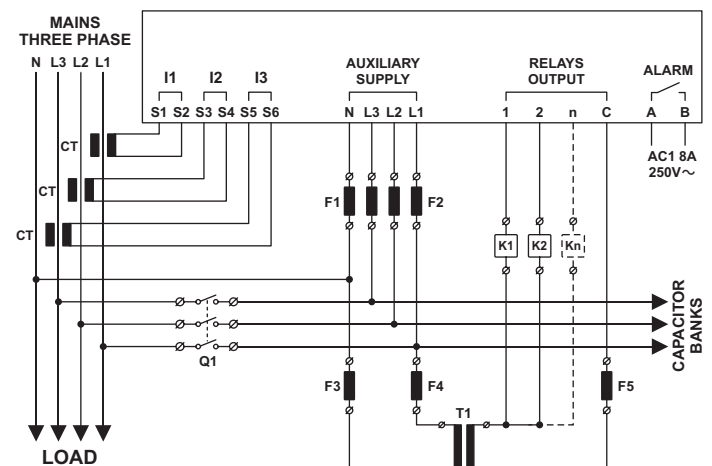 MAINS
THREE PHASE
N L3 L2 L1
I1 I2 I3
S1 S2 S3 S4 S5 S6
AUXILIARY
SUPPLY
N L3 L2 L1
RELAYS
OUTPUT
1 2 n C
ALARM
A B
AC1 8A
250V~
CT
CT
CT
F1 F2
K1 K2 Kn
Q1
CAPACITOR
BANKS
F3 F4 F5
T1
LOAD